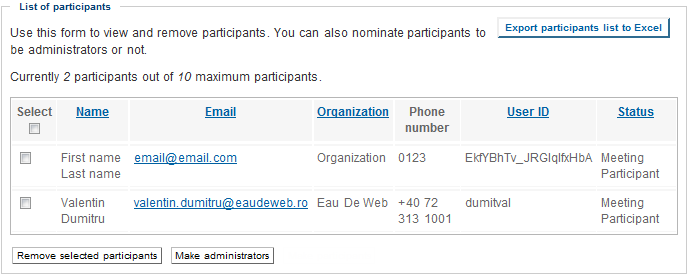 List of participants
Use this form to view and remove participants. You can also nominate participants to
be administrators or not.
Export participants list to Excel
Currently 2 participants out of 10 maximum participants.
Select Name Email Organization Phone number User ID Status
First name Last name email@email.com Organization 0123 EkfYBhTv_JRGlqlfxHbA Meeting Participant
Valentin Dumitru valentin.dumitru@eaudeweb.ro Eau De Web +40 72 313 1001 dumitval Meeting Participant
Remove selected participants Make administrators